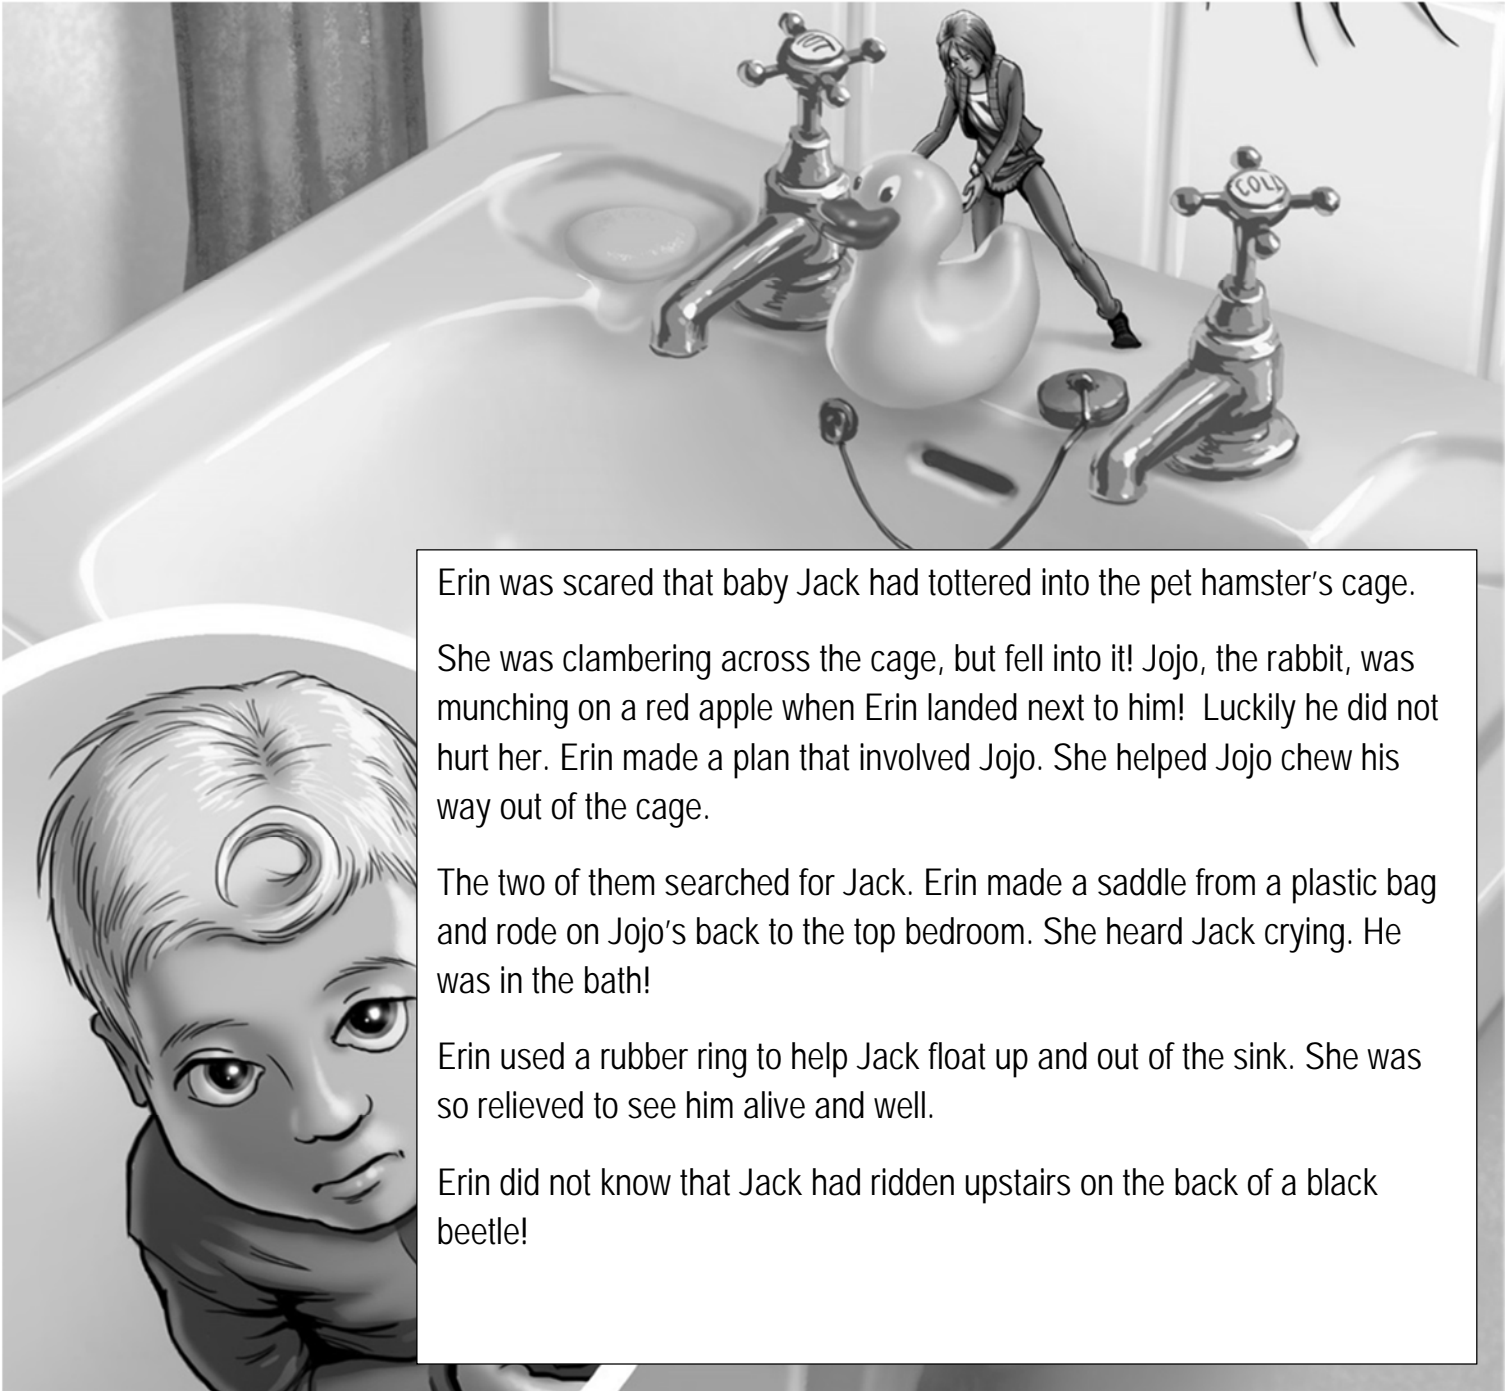 COLD
Erin was scared that baby Jack had tottered into the pet hamster's cage.
She was clambering across the cage, but fell into it! Jojo, the rabbit, was
munching on a red apple when Erin landed next to him!  Luckily he did not
hurt her. Erin made a plan that involved Jojo. She helped Jojo chew his
way out of the cage.
The two of them searched for Jack. Erin made a saddle from a plastic bag
and rode on Jojo's back to the top bedroom. She heard Jack crying. He
was in the bath!
Erin used a rubber ring to help Jack float up and out of the sink. She was
so relieved to see him alive and well.
Erin did not know that Jack had ridden upstairs on the back of a black
beetle!